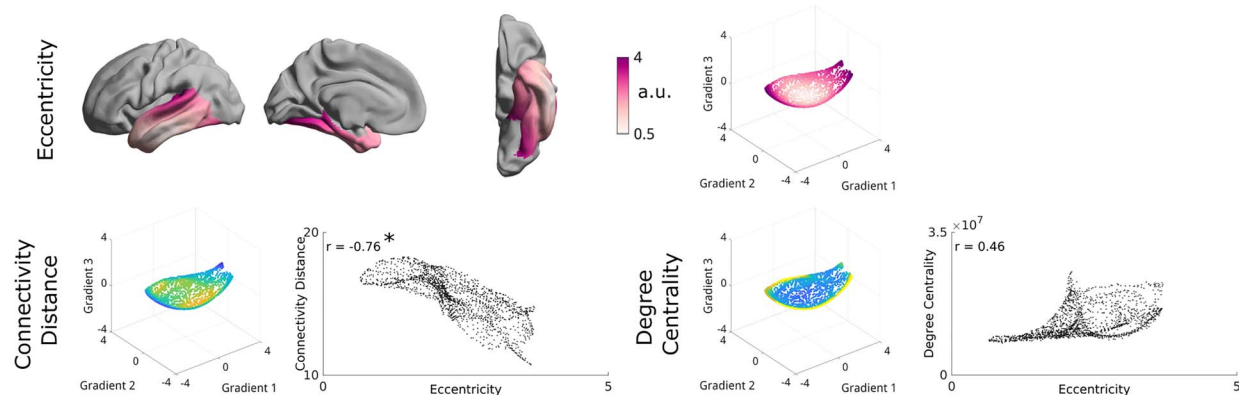 Eccentricity
4
a.u.
0.5
4
Gradient 3
0
-4
4
0
Gradient 2
-4
-4
0
4
Gradient 1
Connectivity
Distance
4
Gradient 3
0
-4
4
0
Gradient 2
-4
-4
0
4
Gradient 1
20
r = -0.76 *
Connectivity Distance
10
0
5
Eccentricity
Degree
Centrality
4
Gradient 3
0
-4
4
0
Gradient 2
-4
-4
0
4
Gradient 1
×10⁷
3.5
r = 0.46
Degree Centrality
0
0
5
Eccentricity